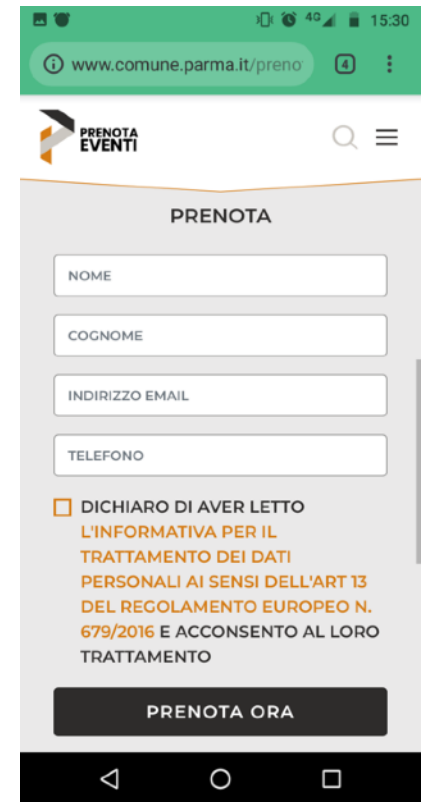 4G 15:30
www.comune.parma.it/preno 4
PRENOTA
EVENTI
PRENOTA
NOME
COGNOME
INDIRIZZO EMAIL
TELEFONO
DICHIARO DI AVER LETTO
L'INFORMATIVA PER IL
TRATTAMENTO DEI DATI
PERSONALI AI SENSI DELL'ART 13
DEL REGOLAMENTO EUROPEO N.
679/2016 E ACCONSENTO AL LORO
TRATTAMENTO
PRENOTA ORA